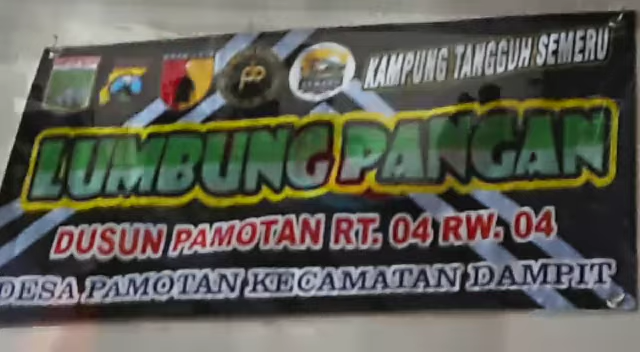 KAMPUNG TANGGUH SEMERU
LUMBUNG PANGAN
DUSUN PAMOTAN RT. 04 RW. 04
DESA PAMOTAN KECAMATAN DAMPIT